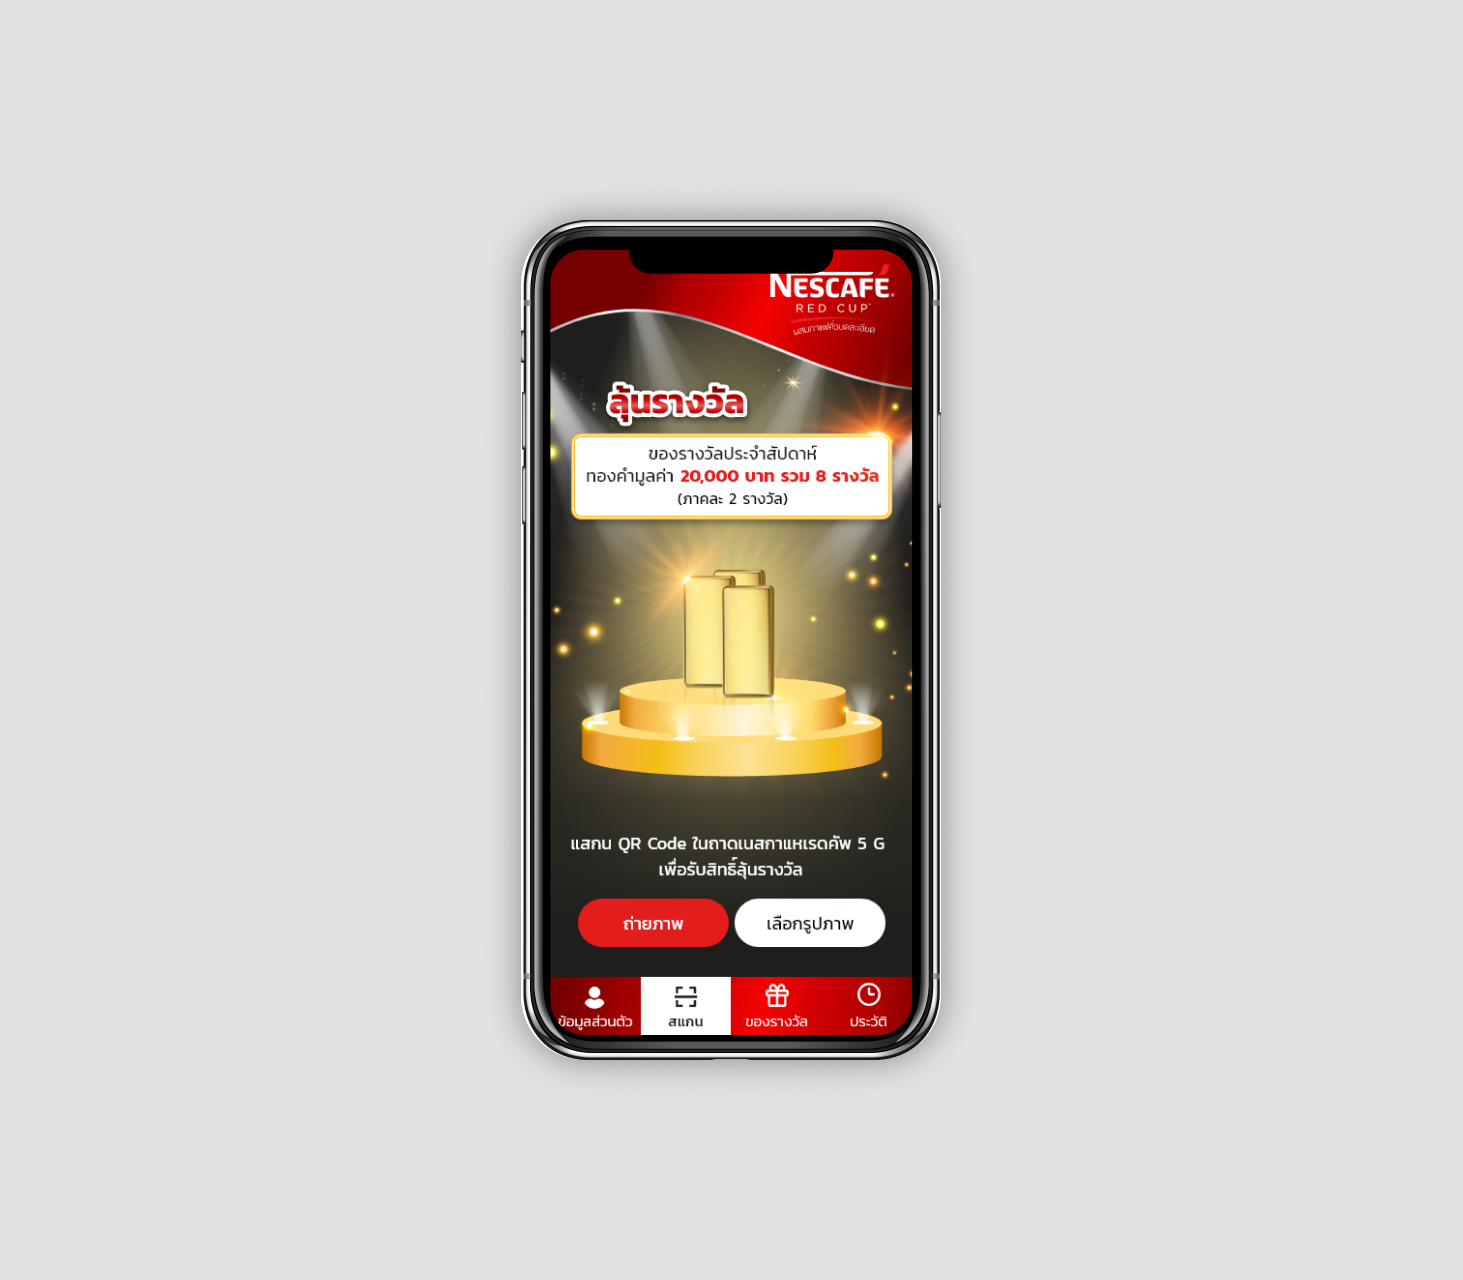 NESCAFÉ.
RED CUP™
ผสมกาแฟคั่วบดละเอียด
ลุ้นรางวัล
ของรางวัลประจำสัปดาห์
ทองคำมูลค่า 20,000 บาท รวม 8 รางวัล
(ภาคละ 2 รางวัล)
แสกน QR Code ในถาดเนสกาแหเรดคัพ 5 G
เพื่อรับสิทธิ์ลุ้นรางวัล
ถ่ายภาพ เลือกรูปภาพ
ข้อมูลส่วนตัว สแกน ของรางวัล ประวัติ